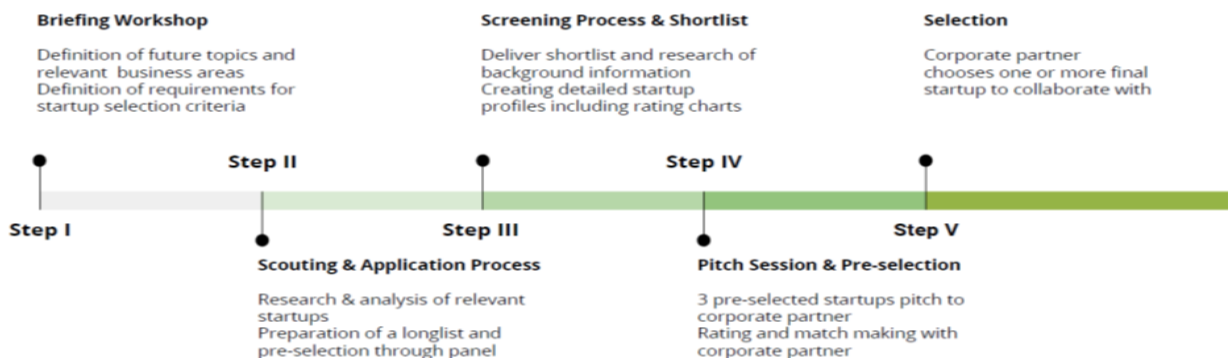 Briefing Workshop
Definition of future topics and
relevant business areas
Definition of requirements for
startup selection criteria
Screening Process & Shortlist
Deliver shortlist and research of
background information
Creating detailed startup
profiles including rating charts
Selection
Corporate partner
chooses one or more final
startup to collaborate with
Step II
Step IV
Step I
Step III
Step V
Scouting & Application Process
Research & analysis of relevant
startups
Preparation of a longlist and
pre-selection through panel
Pitch Session & Pre-selection
3 pre-selected startups pitch to
corporate partner
Rating and match making with
corporate partner